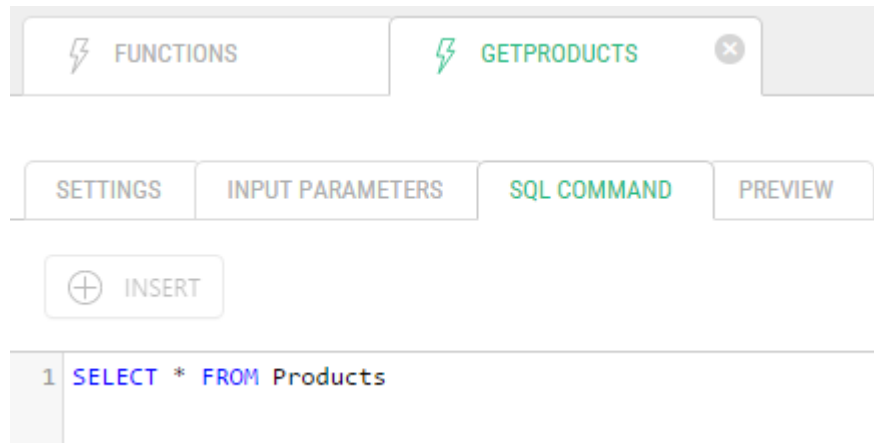 FUNCTIONS GETPRODUCTS
SETTINGS INPUT PARAMETERS SQL COMMAND PREVIEW
INSERT
1 SELECT * FROM Products